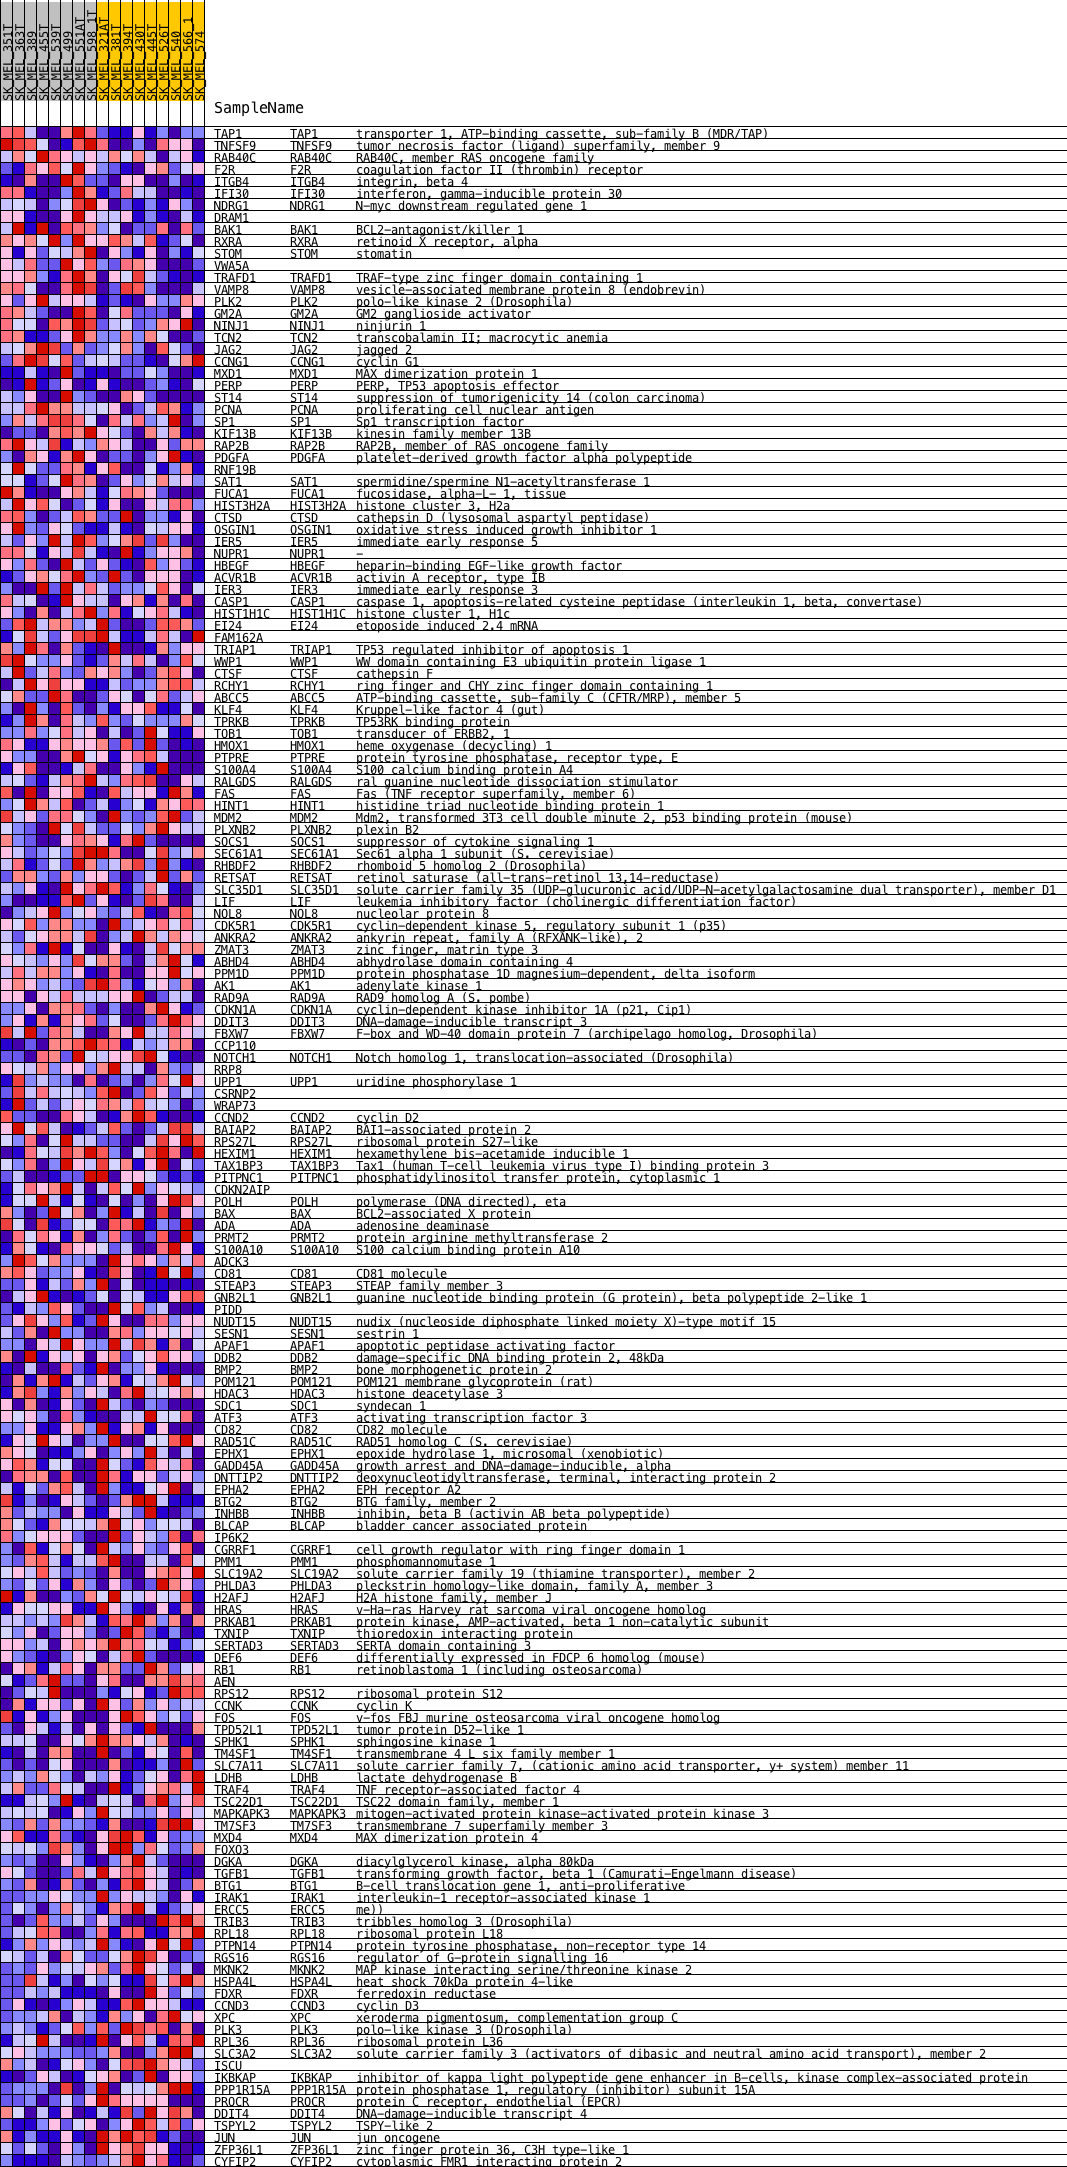 SK_MEL_351T
SK_MEL_363T
SK_MEL_389
SK_MEL_455T
SK_MEL_539T
SK_MEL_499
SK_MEL_551AT
SK_MEL_598_1T
SK_MEL_321AT
SK_MEL_381T
SK_MEL_394T
SK_MEL_430T
SK_MEL_445T
SK_MEL_526T
SK_MEL_540
SK_MEL_566_1
SK_MEL_574
SampleName
TAP1 TAP1 transporter 1, ATP-binding cassette, sub-family B (MDR/TAP)
TNFSF9 TNFSF9 tumor necrosis factor (ligand) superfamily, member 9
RAB40C RAB40C RAB40C, member RAS oncogene family
F2R F2R coagulation factor II (thrombin) receptor
ITGB4 ITGB4 integrin, beta 4
IFI30 IFI30 interferon, gamma-inducible protein 30
NDRG1 NDRG1 N-myc downstream regulated gene 1
DRAM1
BAK1 BAK1 BCL2-antagonist/killer 1
RXRA RXRA retinoid X receptor, alpha
STOM STOM stomatin
VWA5A
TRAFD1 TRAFD1 TRAF-type zinc finger domain containing 1
VAMP8 VAMP8 vesicle-associated membrane protein 8 (endobrevin)
PLK2 PLK2 polo-like kinase 2 (Drosophila)
GM2A GM2A GM2 ganglioside activator
NINJ1 NINJ1 ninjurin 1
TCN2 TCN2 transcobalamin II; macrocytic anemia
JAG2 JAG2 jagged 2
CCNG1 CCNG1 cyclin G1
MXD1 MXD1 MAX dimerization protein 1
PERP PERP PERP, TP53 apoptosis effector
ST14 ST14 suppression of tumorigenicity 14 (colon carcinoma)
PCNA PCNA proliferating cell nuclear antigen
SP1 SP1 Sp1 transcription factor
KIF13B KIF13B kinesin family member 13B
RAP2B RAP2B RAP2B, member of RAS oncogene family
PDGFA PDGFA platelet-derived growth factor alpha polypeptide
RNF19B
SAT1 SAT1 spermidine/spermine N1-acetyltransferase 1
FUCA1 FUCA1 fucosidase, alpha-L- 1, tissue
HIST3H2A HIST3H2A histone cluster 3, H2a
CTSD CTSD cathepsin D (lysosomal aspartyl peptidase)
OSGIN1 OSGIN1 oxidative stress induced growth inhibitor 1
IER5 IER5 immediate early response 5
NUPR1 NUPR1 –
HBEGF HBEGF heparin-binding EGF-like growth factor
ACVR1B ACVR1B activin A receptor, type IB
IER3 IER3 immediate early response 3
CASP1 CASP1 caspase 1, apoptosis-related cysteine peptidase (interleukin 1, beta, convertase)
HIST1H1C HIST1H1C histone cluster 1, H1c
EI24 EI24 etoposide induced 2.4 mRNA
FAM162A
TRIAP1 TRIAP1 TP53 regulated inhibitor of apoptosis 1
WWP1 WWP1 WW domain containing E3 ubiquitin protein ligase 1
CTSF CTSF cathepsin F
RCHY1 RCHY1 ring finger and CHY zinc finger domain containing 1
ABCC5 ABCC5 ATP-binding cassette, sub-family C (CFTR/MRP), member 5
KLF4 KLF4 Kruppel-like factor 4 (gut)
TPRKB TPRKB TP53RK binding protein
TOB1 TOB1 transducer of ERBB2, 1
HMOX1 HMOX1 heme oxygenase (decycling) 1
PTPRE PTPRE protein tyrosine phosphatase, receptor type, E
S100A4 S100A4 S100 calcium binding protein A4
RALGDS RALGDS ral guanine nucleotide dissociation stimulator
FAS FAS Fas (TNF receptor superfamily, member 6)
HINT1 HINT1 histidine triad nucleotide binding protein 1
MDM2 MDM2 Mdm2, transformed 3T3 cell double minute 2, p53 binding protein (mouse)
PLXNB2 PLXNB2 plexin B2
SOCS1 SOCS1 suppressor of cytokine signaling 1
SEC61A1 SEC61A1 Sec61 alpha 1 subunit (S. cerevisiae)
RHBDF2 RHBDF2 rhomboid 5 homolog 2 (Drosophila)
RETSAT RETSAT retinol saturase (all-trans-retinol 13,14-reductase)
SLC35D1 SLC35D1 solute carrier family 35 (UDP-glucuronic acid/UDP-N-acetylgalactosamine dual transporter), member D1
LIF LIF leukemia inhibitory factor (cholinergic differentiation factor)
NOL8 NOL8 nucleolar protein 8
CDK5R1 CDK5R1 cyclin-dependent kinase 5, regulatory subunit 1 (p35)
ANKRA2 ANKRA2 ankyrin repeat, family A (RFXANK-like), 2
ZMAT3 ZMAT3 zinc finger, matrin type 3
ABHD4 ABHD4 abhydrolase domain containing 4
PPM1D PPM1D protein phosphatase 1D magnesium-dependent, delta isoform
AK1 AK1 adenylate kinase 1
RAD9A RAD9A RAD9 homolog A (S. pombe)
CDKN1A CDKN1A cyclin-dependent kinase inhibitor 1A (p21, Cip1)
DDIT3 DDIT3 DNA-damage-inducible transcript 3
FBXW7 FBXW7 F-box and WD-40 domain protein 7 (archipelago homolog, Drosophila)
CCP110
NOTCH1 NOTCH1 Notch homolog 1, translocation-associated (Drosophila)
RRP8
UPP1 UPP1 uridine phosphorylase 1
CSRNP2
WRAP73
CCND2 CCND2 cyclin D2
BAIAP2 BAIAP2 BAI1-associated protein 2
RPS27L RPS27L ribosomal protein S27-like
HEXIM1 HEXIM1 hexamethylene bis-acetamide inducible 1
TAX1BP3 TAX1BP3 Tax1 (human T-cell leukemia virus type I) binding protein 3
PITPNC1 PITPNC1 phosphatidylinositol transfer protein, cytoplasmic 1
CDKN2AIP
POLH POLH polymerase (DNA directed), eta
BAX BAX BCL2-associated X protein
ADA ADA adenosine deaminase
PRMT2 PRMT2 protein arginine methyltransferase 2
S100A10 S100A10 S100 calcium binding protein A10
ADCK3
CD81 CD81 CD81 molecule
STEAP3 STEAP3 STEAP family member 3
GNB2L1 GNB2L1 guanine nucleotide binding protein (G protein), beta polypeptide 2-like 1
PIDD
NUDT15 NUDT15 nudix (nucleoside diphosphate linked moiety X)-type motif 15
SESN1 SESN1 sestrin 1
APAF1 APAF1 apoptotic peptidase activating factor
DDB2 DDB2 damage-specific DNA binding protein 2, 48kDa
BMP2 BMP2 bone morphogenetic protein 2
POM121 POM121 POM121 membrane glycoprotein (rat)
HDAC3 HDAC3 histone deacetylase 3
SDC1 SDC1 syndecan 1
ATF3 ATF3 activating transcription factor 3
CD82 CD82 CD82 molecule
RAD51C RAD51C RAD51 homolog C (S. cerevisiae)
EPHX1 EPHX1 epoxide hydrolase 1, microsomal (xenobiotic)
GADD45A GADD45A growth arrest and DNA-damage-inducible, alpha
DNTTIP2 DNTTIP2 deoxynucleotidyltransferase, terminal, interacting protein 2
EPHA2 EPHA2 EPH receptor A2
BTG2 BTG2 BTG family, member 2
INHBB INHBB inhibin, beta B (activin AB beta polypeptide)
BLCAP BLCAP bladder cancer associated protein
IP6K2
CGRRF1 CGRRF1 cell growth regulator with ring finger domain 1
PMM1 PMM1 phosphomannomutase 1
SLC19A2 SLC19A2 solute carrier family 19 (thiamine transporter), member 2
PHLDA3 PHLDA3 pleckstrin homology-like domain, family A, member 3
H2AFJ H2AFJ H2A histone family, member J
HRAS HRAS v-Ha-ras Harvey rat sarcoma viral oncogene homolog
PRKAB1 PRKAB1 protein kinase, AMP-activated, beta 1 non-catalytic subunit
TXNIP TXNIP thioredoxin interacting protein
SERTAD3 SERTAD3 SERTA domain containing 3
DEF6 DEF6 differentially expressed in FDCP 6 homolog (mouse)
RB1 RB1 retinoblastoma 1 (including osteosarcoma)
AEN
RPS12 RPS12 ribosomal protein S12
CCNK CCNK cyclin K
FOS FOS v-fos FBJ murine osteosarcoma viral oncogene homolog
TPD52L1 TPD52L1 tumor protein D52-like 1
SPHK1 SPHK1 sphingosine kinase 1
TM4SF1 TM4SF1 transmembrane 4 L six family member 1
SLC7A11 SLC7A11 solute carrier family 7, (cationic amino acid transporter, y+ system) member 11
LDHB LDHB lactate dehydrogenase B
TRAF4 TRAF4 TNF receptor-associated factor 4
TSC22D1 TSC22D1 TSC22 domain family, member 1
MAPKAPK3 MAPKAPK3 mitogen-activated protein kinase-activated protein kinase 3
TM7SF3 TM7SF3 transmembrane 7 superfamily member 3
MXD4 MXD4 MAX dimerization protein 4
FOXO3
DGKA DGKA diacylglycerol kinase, alpha 80kDa
TGFB1 TGFB1 transforming growth factor, beta 1 (Camurati-Engelmann disease)
BTG1 BTG1 B-cell translocation gene 1, anti-proliferative
IRAK1 IRAK1 interleukin-1 receptor-associated kinase 1
ERCC5 ERCC5 me))
TRIB3 TRIB3 tribbles homolog 3 (Drosophila)
RPL18 RPL18 ribosomal protein L18
PTPN14 PTPN14 protein tyrosine phosphatase, non-receptor type 14
RGS16 RGS16 regulator of G-protein signalling 16
MKNK2 MKNK2 MAP kinase interacting serine/threonine kinase 2
HSPA4L HSPA4L heat shock 70kDa protein 4-like
FDXR FDXR ferredoxin reductase
CCND3 CCND3 cyclin D3
XPC XPC xeroderma pigmentosum, complementation group C
PLK3 PLK3 polo-like kinase 3 (Drosophila)
RPL36 RPL36 ribosomal protein L36
SLC3A2 SLC3A2 solute carrier family 3 (activators of dibasic and neutral amino acid transport), member 2
ISCU
IKBKAP IKBKAP inhibitor of kappa light polypeptide gene enhancer in B-cells, kinase complex-associated protein
PPP1R15A PPP1R15A protein phosphatase 1, regulatory (inhibitor) subunit 15A
PROCR PROCR protein C receptor, endothelial (EPCR)
DDIT4 DDIT4 DNA-damage-inducible transcript 4
TSPYL2 TSPYL2 TSPY-like 2
JUN JUN jun oncogene
ZFP36L1 ZFP36L1 zinc finger protein 36, C3H type-like 1
CYFIP2 CYFIP2 cytoplasmic FMR1 interacting protein 2